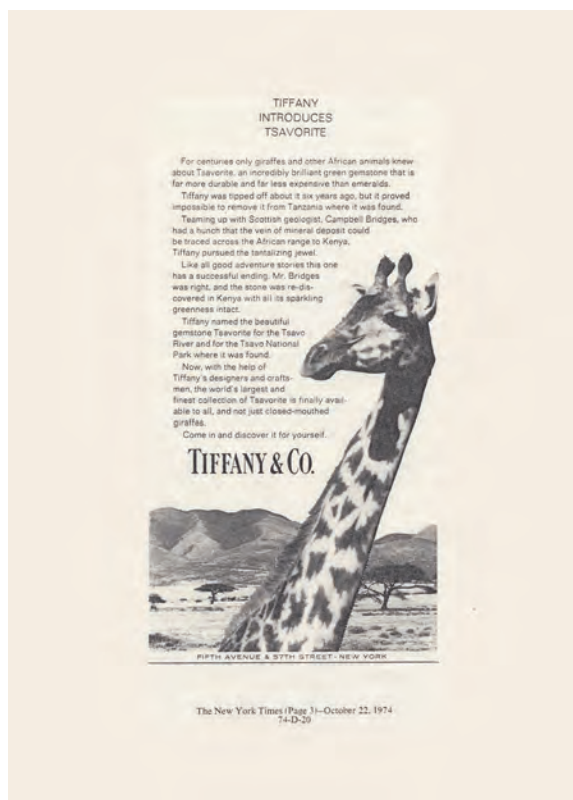 TIFFANY
INTRODUCES
TSAVORITE
For centuries only giraffes and other African animals knew
about Tsavorite, an incredibly brilliant green gemstone that is
far more durable and far less expensive than emeralds.
Tiffany was tipped off about it six years ago, but it proved
impossible to remove it from Tanzania where it was found.
Teaming up with Scottish geologist, Campbell Bridges, who
had a hunch that the vein of mineral deposit could
be traced across the African range to Kenya,
Tiffany pursued the tantalizing jewel.
Like all good adventure stories this one
has a successful ending. Mr. Bridges
was right, and the stone was re-dis-
covered in Kenya with all its sparkling
greenness intact.
Tiffany named the beautiful
gemstone Tsavorite for the Tsavo
River and for the Tsavo National
Park where it was found.
Now, with the help of
Tiffany's designers and crafts-
men, the world's largest and
finest collection of Tsavorite is finally avail-
able to all, and not just closed-mouthed
giraffes.
Come in and discover it for yourself.
TIFFANY & CO.
FIFTH AVENUE & 57TH STREET • NEW YORK
The New York Times (Page 3)—October 22, 1974
74-D-20